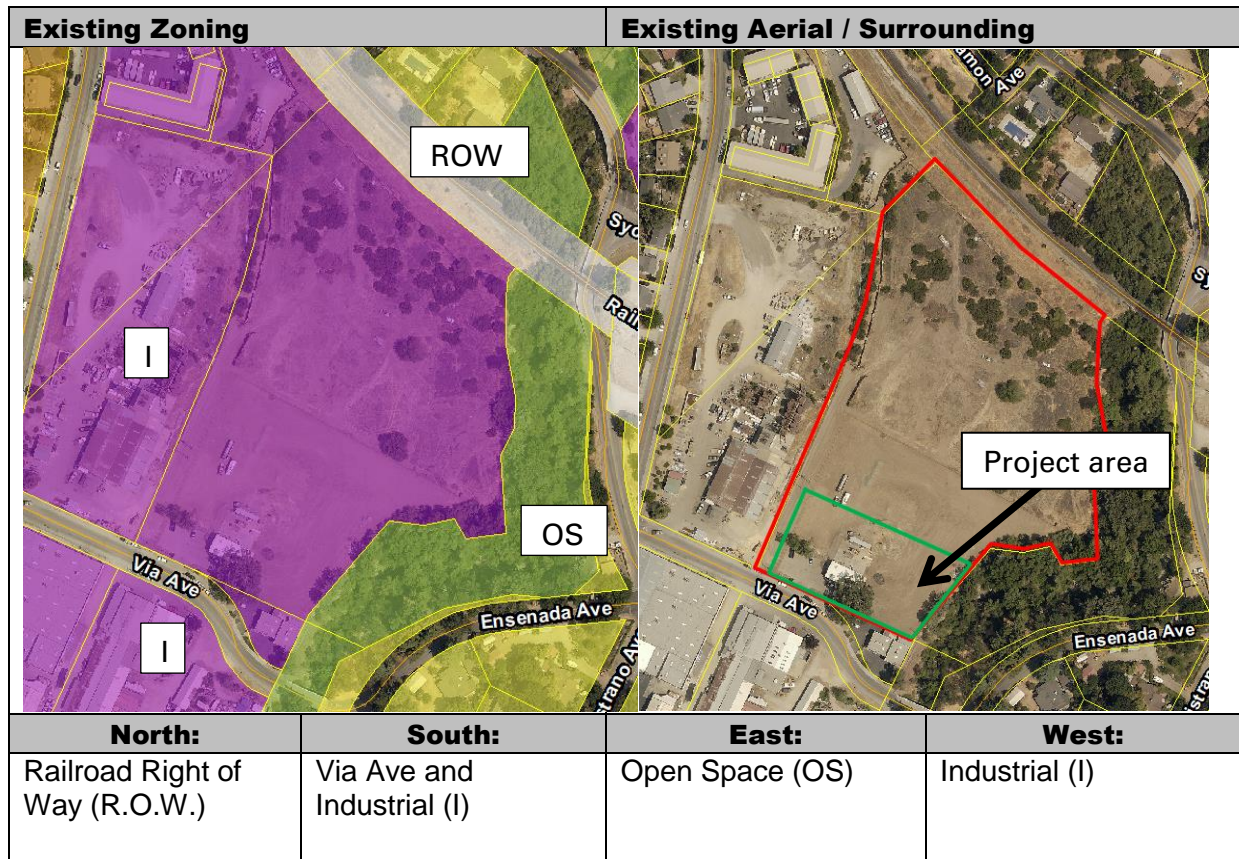 Existing Zoning
Existing Aerial / Surrounding
ROW
I
OS
I
Via Ave
Ensenada Ave
Project area
Via Ave
Ensenada Ave
North:
South:
East:
West:
Railroad Right of
Way (R.O.W.)
Via Ave and
Industrial (I)
Open Space (OS)
Industrial (I)